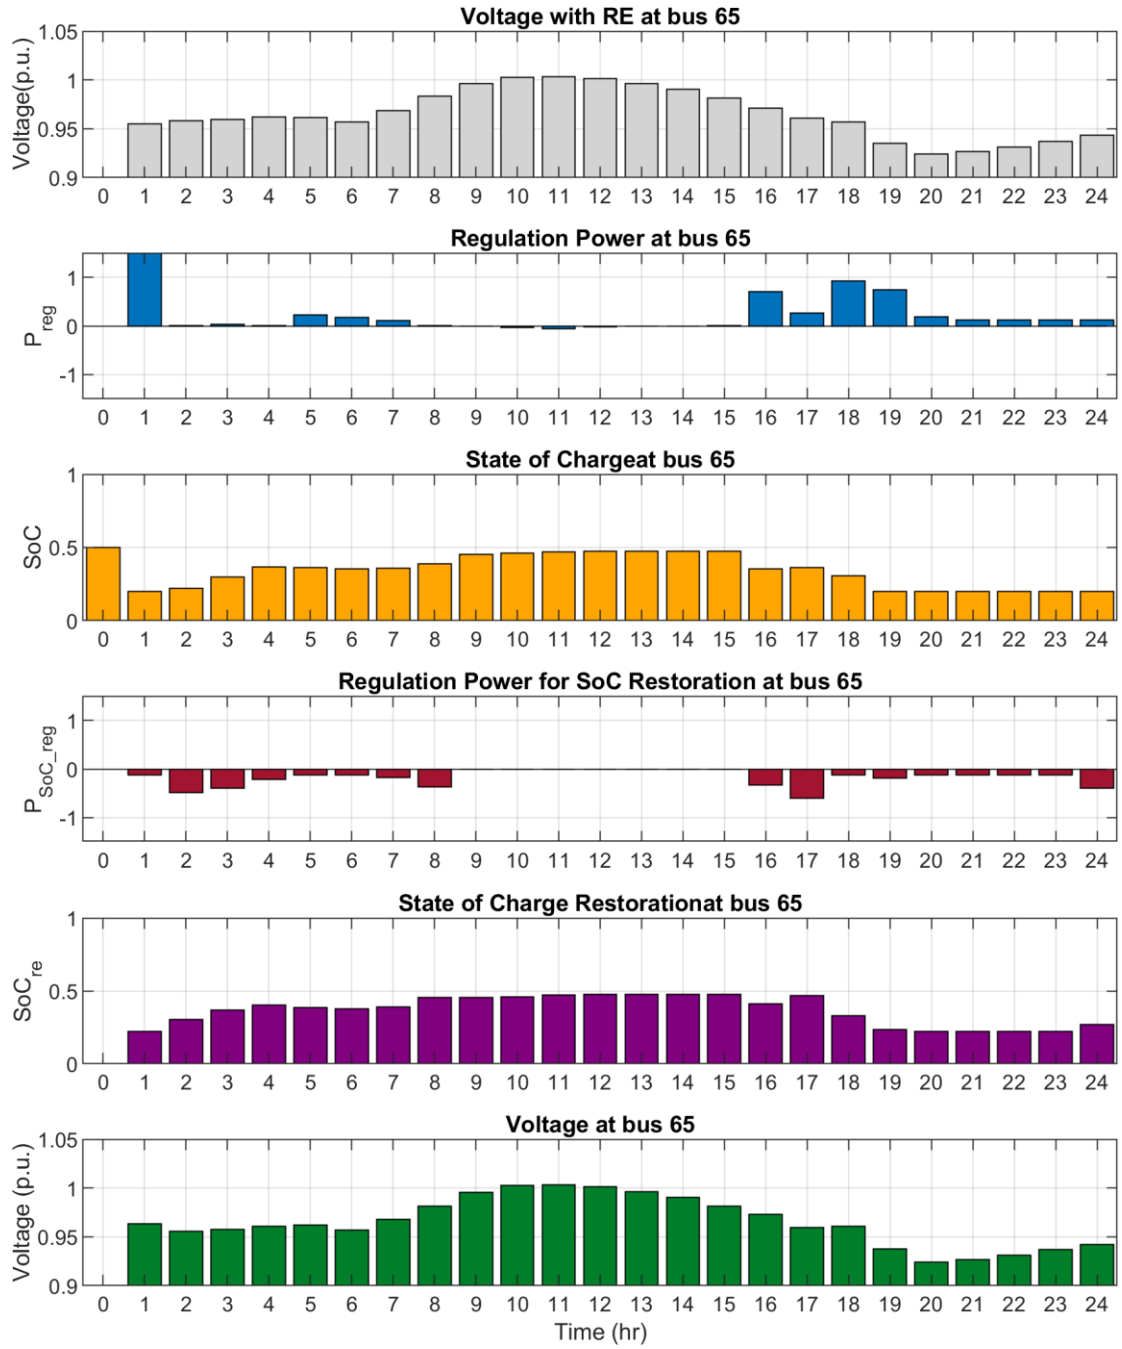 Voltage with RE at bus 65
Voltage(p.u.)
1.05
1
0.95
0.9
0 1 2 3 4 5 6 7 8 9 10 11 12 13 14 15 16 17 18 19 20 21 22 23 24
Regulation Power at bus 65
P_reg
1
0
-1
0 1 2 3 4 5 6 7 8 9 10 11 12 13 14 15 16 17 18 19 20 21 22 23 24
State of Chargeat bus 65
SoC
1
0.5
0
0 1 2 3 4 5 6 7 8 9 10 11 12 13 14 15 16 17 18 19 20 21 22 23 24
Regulation Power for SoC Restoration at bus 65
P_SoC_reg
1
0
-1
0 1 2 3 4 5 6 7 8 9 10 11 12 13 14 15 16 17 18 19 20 21 22 23 24
State of Charge Restorationat bus 65
SoC_re
1
0.5
0
0 1 2 3 4 5 6 7 8 9 10 11 12 13 14 15 16 17 18 19 20 21 22 23 24
Voltage at bus 65
Voltage (p.u.)
1.05
1
0.95
0.9
0 1 2 3 4 5 6 7 8 9 10 11 12 13 14 15 16 17 18 19 20 21 22 23 24
Time (hr)